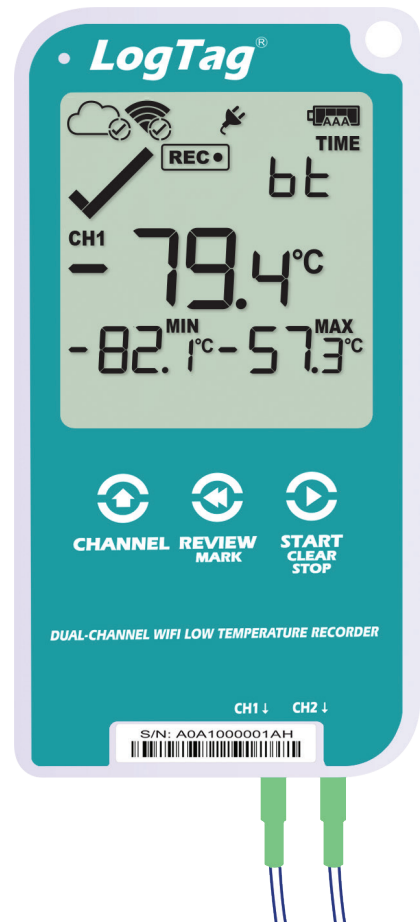 LogTag®
AAA
TIME
REC
bt
CH1
-79.4°C
MIN MAX
-82.1°C -57.3°C
CHANNEL REVIEW START
MARK CLEAR
STOP
DUAL-CHANNEL WIFI LOW TEMPERATURE RECORDER
CH1↓ CH2↓
S/N: A0A1000001AH